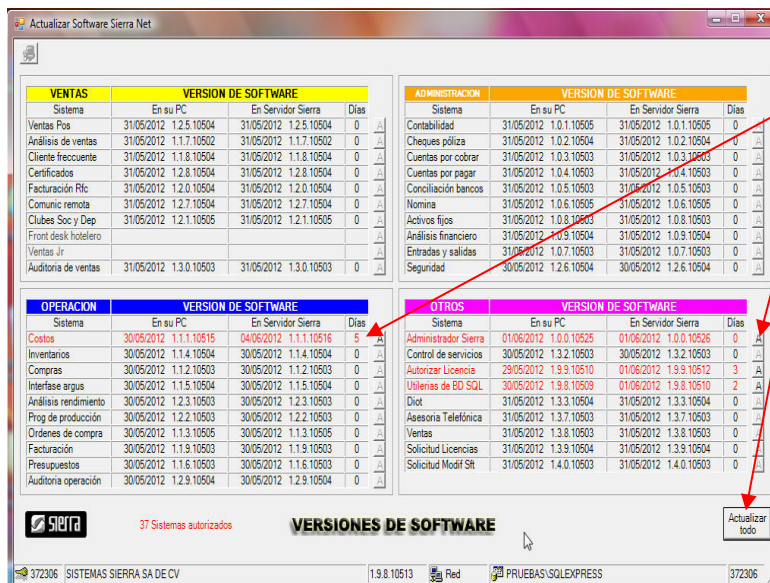 Actualizar Software Sierra Net
VENTAS VERSION DE SOFTWARE
Sistema En su PC En Servidor Sierra Días
Ventas Pos 31/05/2012 1.2.5.10504 31/05/2012 1.2.5.10504 0 A
Análisis de ventas 31/05/2012 1.1.7.10502 31/05/2012 1.1.7.10502 0 A
Cliente freccuente 31/05/2012 1.1.8.10504 31/05/2012 1.1.8.10504 0 A
Certificados 31/05/2012 1.2.8.10504 31/05/2012 1.2.8.10504 0 A
Facturación Rfc 31/05/2012 1.2.0.10504 31/05/2012 1.2.0.10504 0 A
Comunic remota 31/05/2012 1.2.7.10504 31/05/2012 1.2.7.10504 0 A
Clubes Soc y Dep 31/05/2012 1.2.1.10505 31/05/2012 1.2.1.10505 0 A
Front desk hotelero A
Ventas Jr A
Auditoria de ventas 31/05/2012 1.3.0.10503 31/05/2012 1.3.0.10503 0 A
ADMINISTRACION VERSION DE SOFTWARE
Sistema En su PC En Servidor Sierra Días
Contabilidad 31/05/2012 1.0.1.10505 31/05/2012 1.0.1.10505 0 A
Cheques póliza 31/05/2012 1.0.2.10504 31/05/2012 1.0.2.10504 0 A
Cuentas por cobrar 31/05/2012 1.0.3.10503 31/05/2012 1.0.3.10503 0 A
Cuentas por pagar 31/05/2012 1.0.4.10503 31/05/2012 1.0.4.10503 0 A
Conciliación bancos 31/05/2012 1.0.5.10503 31/05/2012 1.0.5.10503 0 A
Nomina 31/05/2012 1.0.6.10505 31/05/2012 1.0.6.10505 0 A
Activos fijos 31/05/2012 1.0.8.10503 31/05/2012 1.0.8.10503 0 A
Análisis financiero 31/05/2012 1.0.9.10504 31/05/2012 1.0.9.10504 0 A
Entradas y salidas 31/05/2012 1.0.7.10503 31/05/2012 1.0.7.10503 0 A
Seguridad 30/05/2012 1.2.6.10504 30/05/2012 1.2.6.10504 0 A
OPERACION VERSION DE SOFTWARE
Sistema En su PC En Servidor Sierra Días
Costos 30/05/2012 1.1.1.10515 04/06/2012 1.1.1.10516 5 A
Inventarios 30/05/2012 1.1.4.10504 30/05/2012 1.1.4.10504 0 A
Compras 30/05/2012 1.1.2.10503 30/05/2012 1.1.2.10503 0 A
Interfase argus 30/05/2012 1.1.5.10504 30/05/2012 1.1.5.10504 0 A
Análisis rendimiento 30/05/2012 1.2.3.10503 30/05/2012 1.2.3.10503 0 A
Prog de producción 30/05/2012 1.2.2.10503 30/05/2012 1.2.2.10503 0 A
Ordenes de compra 30/05/2012 1.1.3.10505 30/05/2012 1.1.3.10505 0 A
Facturación 30/05/2012 1.1.9.10503 30/05/2012 1.1.9.10503 0 A
Presupuestos 30/05/2012 1.1.6.10503 30/05/2012 1.1.6.10503 0 A
Auditoria operación 30/05/2012 1.2.9.10504 30/05/2012 1.2.9.10504 0 A
OTROS VERSION DE SOFTWARE
Sistema En su PC En Servidor Sierra Días
Administrador Sierra 01/06/2012 1.0.0.10525 01/06/2012 1.0.0.10526 0 A
Control de servicios 30/05/2012 1.3.2.10503 30/05/2012 1.3.2.10503 0 A
Autorizar Licencia 29/05/2012 1.9.9.10510 01/06/2012 1.9.9.10512 3 A
Utilerias de BD SQL 30/05/2012 1.9.8.10509 01/06/2012 1.9.8.10510 2 A
Diot 31/05/2012 1.3.3.10504 31/05/2012 1.3.3.10504 0 A
Asesoria Telefónica 31/05/2012 1.3.7.10503 31/05/2012 1.3.7.10503 0 A
Ventas 31/05/2012 1.3.8.10503 31/05/2012 1.3.8.10503 0 A
Solicitud Licencias 31/05/2012 1.3.9.10504 31/05/2012 1.3.9.10504 0 A
Solicitud Modif Sft 31/05/2012 1.4.0.10503 31/05/2012 1.4.0.10503 0 A
sierra 37 Sistemas autorizados VERSIONES DE SOFTWARE
Actualizar
todo
372306 SISTEMAS SIERRA SA DE CV 1.9.8.10513 Red PRUEBAS\SQLEXPRESS 372306